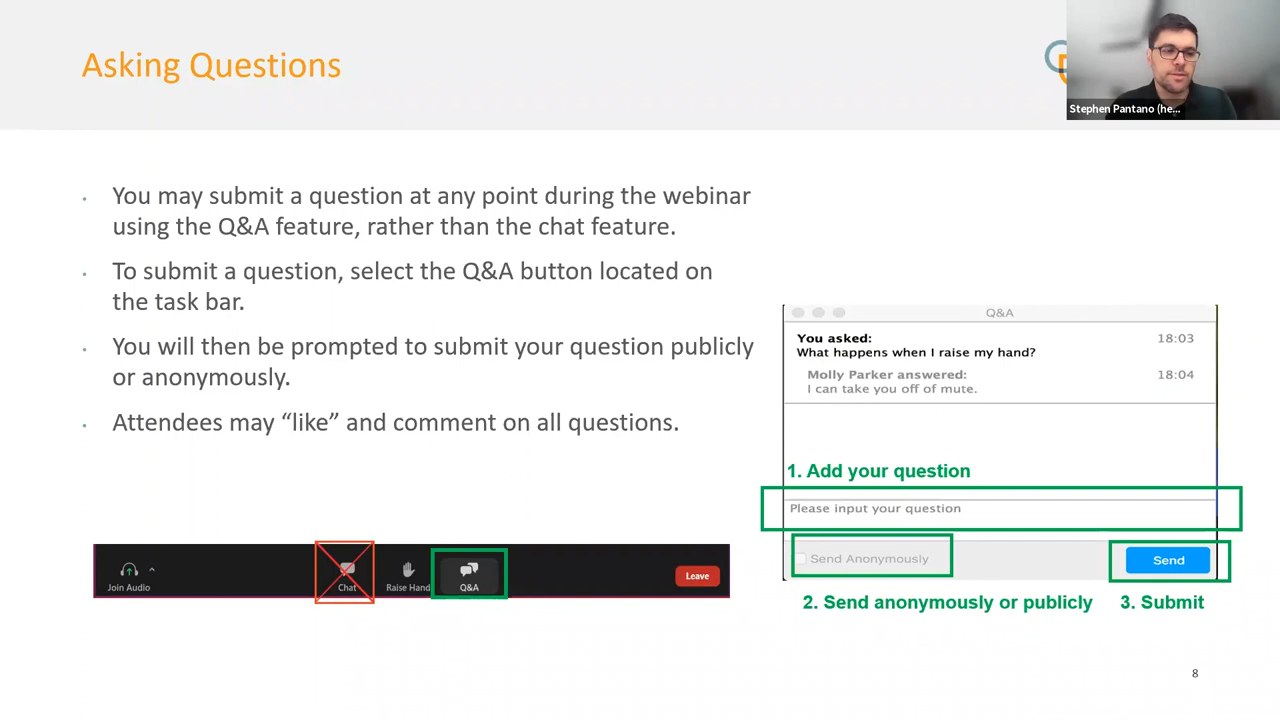 Asking Questions
Stephen Pantano (he...
You may submit a question at any point during the webinar
using the Q&A feature, rather than the chat feature.
To submit a question, select the Q&A button located on
the task bar.
You will then be prompted to submit your question publicly
or anonymously.
Attendees may “like” and comment on all questions.
Q&A
You asked: 18:03
What happens when I raise my hand?
Molly Parker answered: 18:04
I can take you off of mute.
1. Add your question
Please input your question
Send Anonymously
Send
2. Send anonymously or publicly
3. Submit
Join Audio
Chat
Raise Hand
Q&A
Leave
8